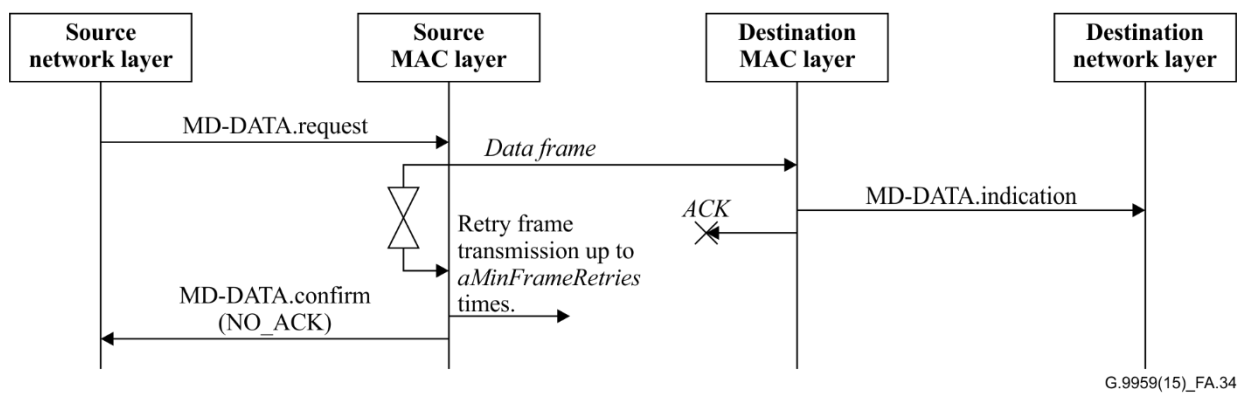 Source
network layer
Source
MAC layer
Destination
MAC layer
Destination
network layer
MD-DATA.request
Data frame
MD-DATA.indication
ACK
Retry frame
transmission up to
aMinFrameRetries
times.
MD-DATA.confirm
(NO_ACK)
G.9959(15)_FA.34